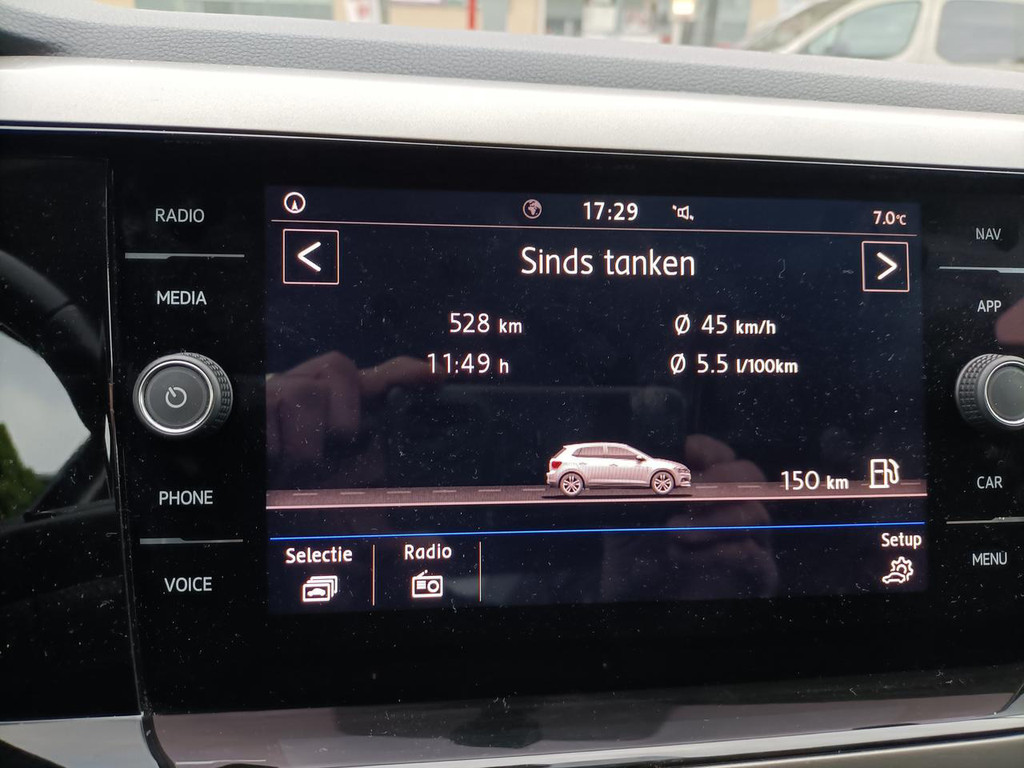 RADIO
MEDIA
PHONE
VOICE
17:29
7.0°C
<
Sinds tanken
>
528 km
Ø 45 km/h
11:49 h
Ø 5.5 l/100km
150 km
Selectie
Radio
Setup
NAV
APP
CAR
MENU